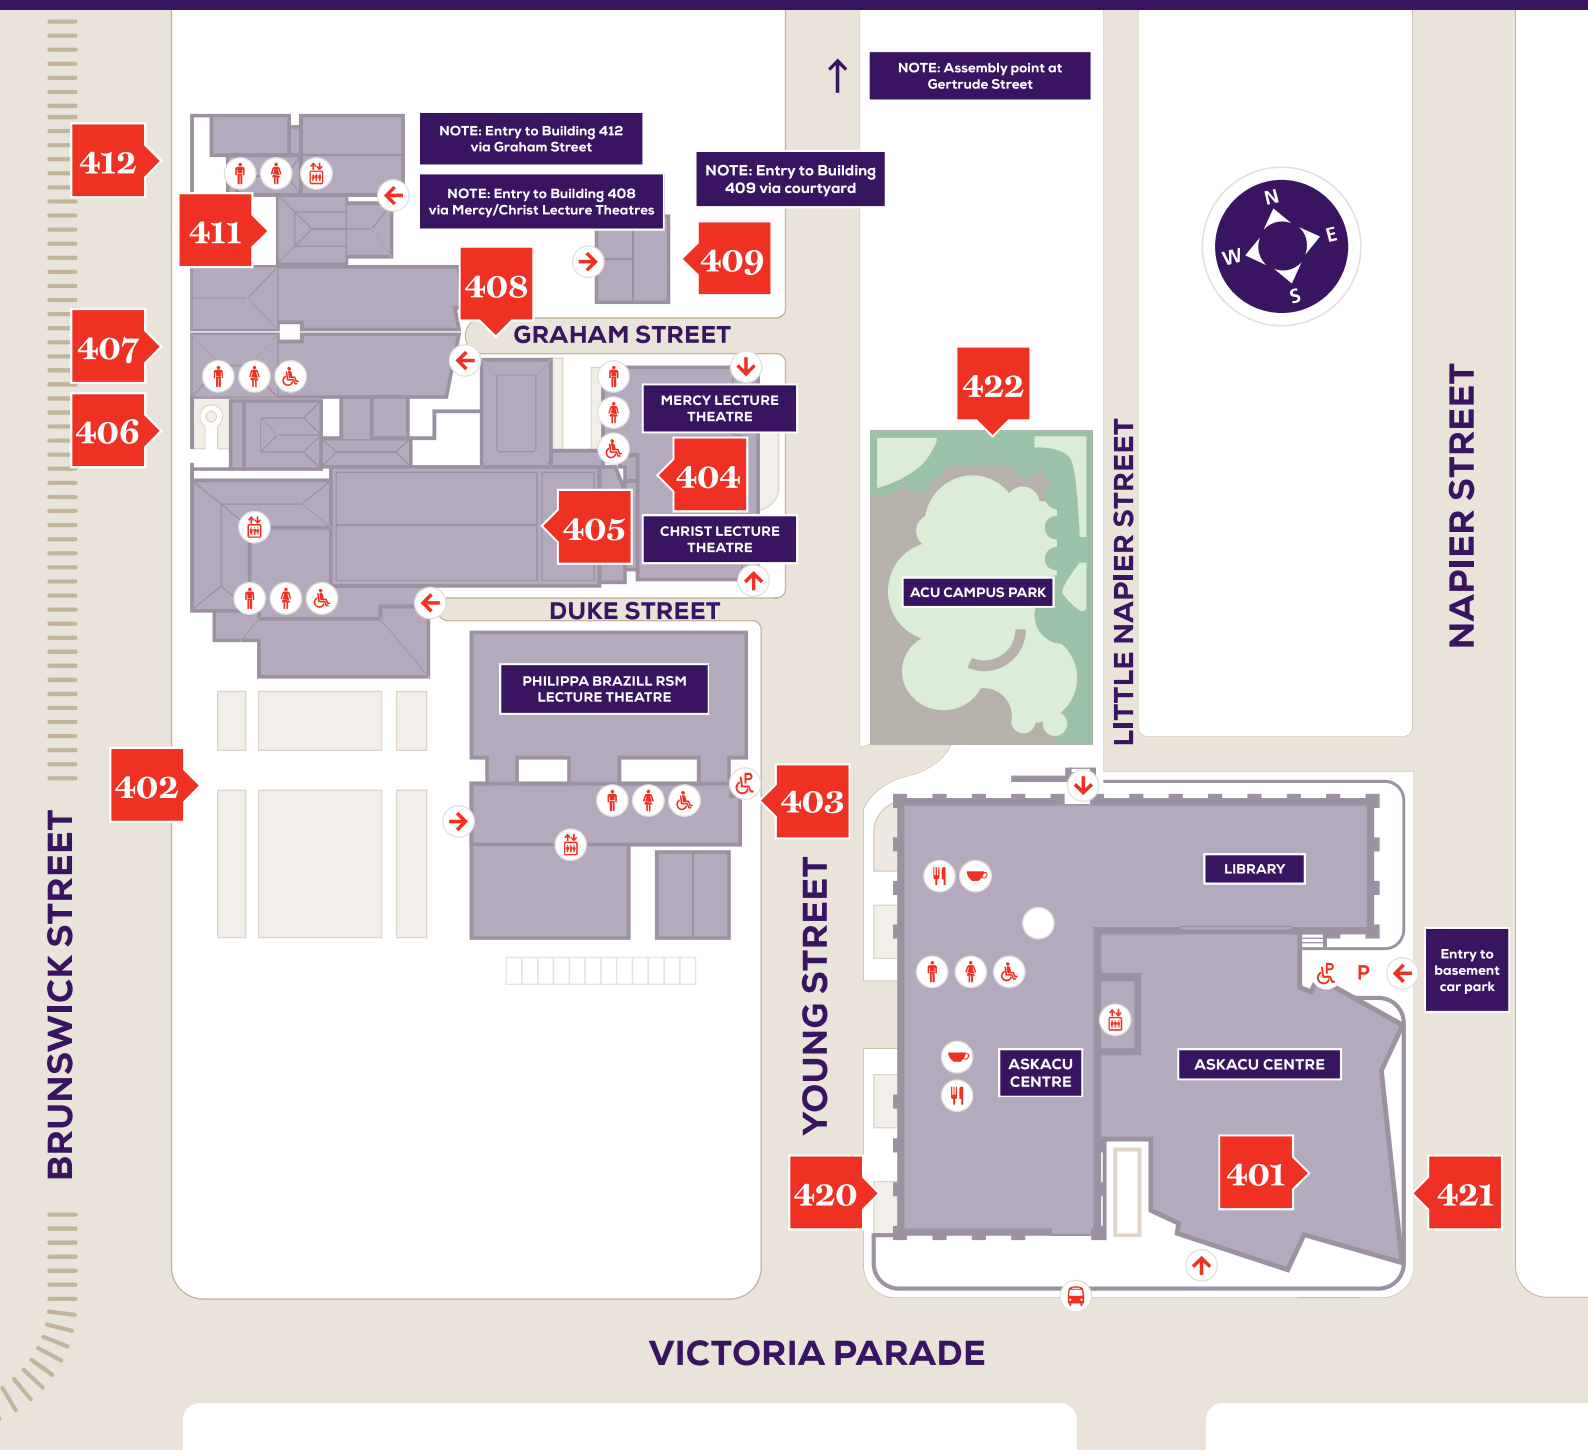 NOTE: Assembly point at
Gertrude Street
412
NOTE: Entry to Building 412
via Graham Street
NOTE: Entry to Building
409 via courtyard
NOTE: Entry to Building 408
via Mercy/Christ Lecture Theatres
411
409
408
N
E
W
S
407
GRAHAM STREET
406
422
MERCY LECTURE
THEATRE
404
405
CHRIST LECTURE
THEATRE
ACU CAMPUS PARK
LITTLE NAPIER STREET
NAPIER STREET
DUKE STREET
PHILIPPA BRAZILL RSM
LECTURE THEATRE
402
P
403
LIBRARY
BRUNSWICK STREET
YOUNG STREET
P
P
Entry to
basement
car park
ASKACU
CENTRE
ASKACU CENTRE
420
401
421
VICTORIA PARADE